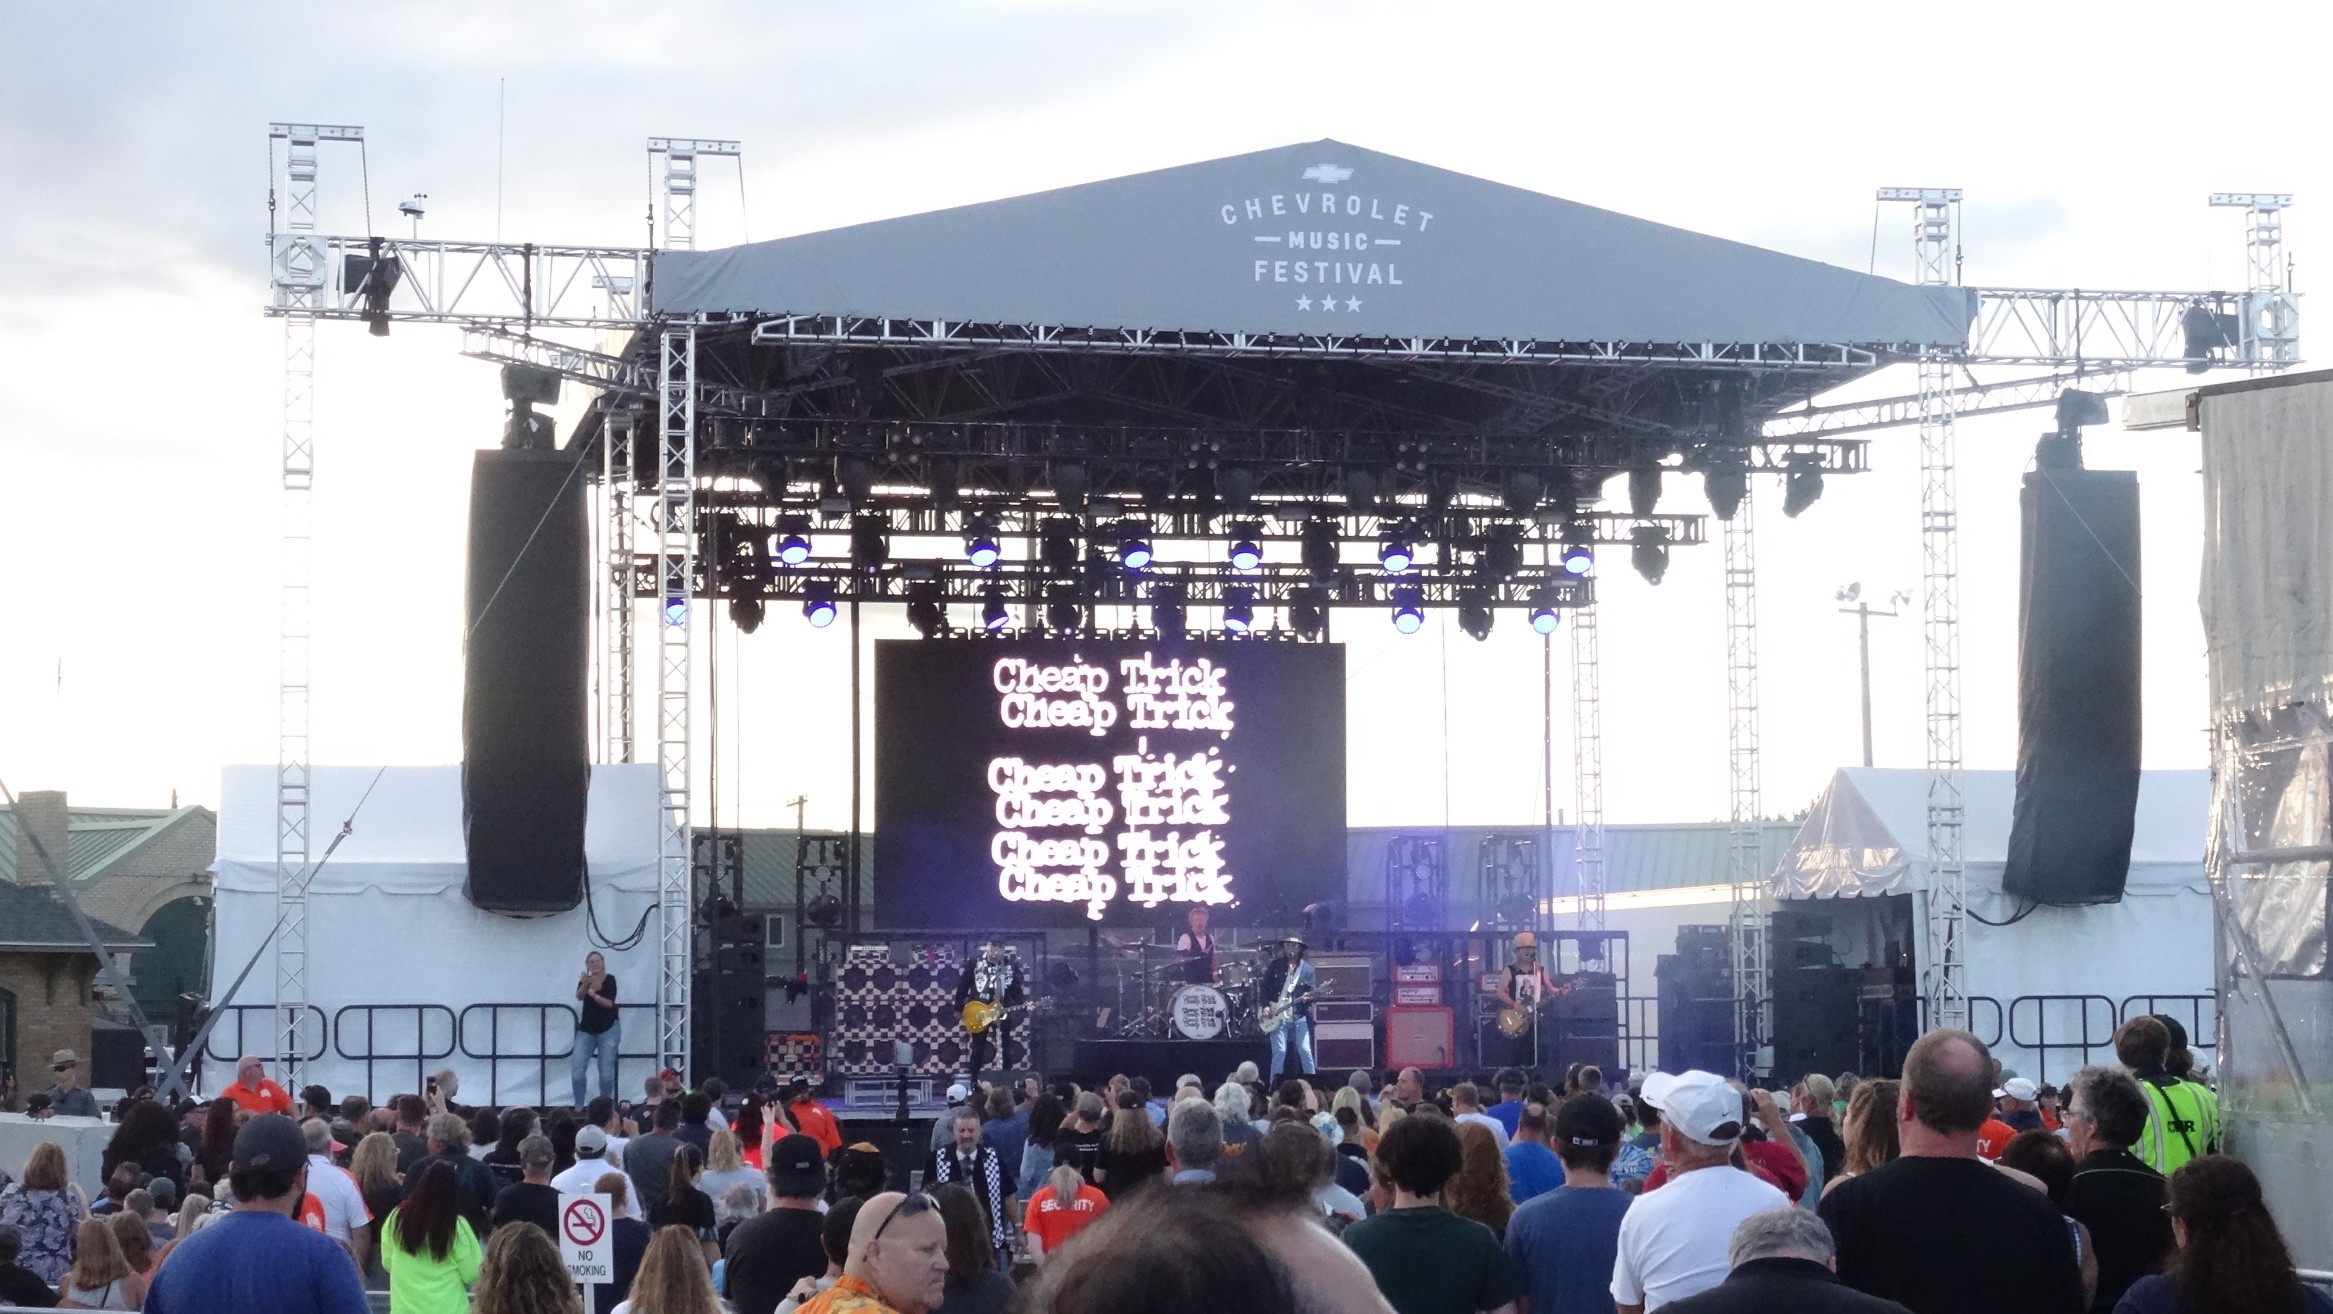 CHEVROLET
MUSIC
FESTIVAL
Cheap Trick
Cheap Trick
Cheap Trick
Cheap Trick
Cheap Trick
Cheap Trick
SECURITY
NO
SMOKING